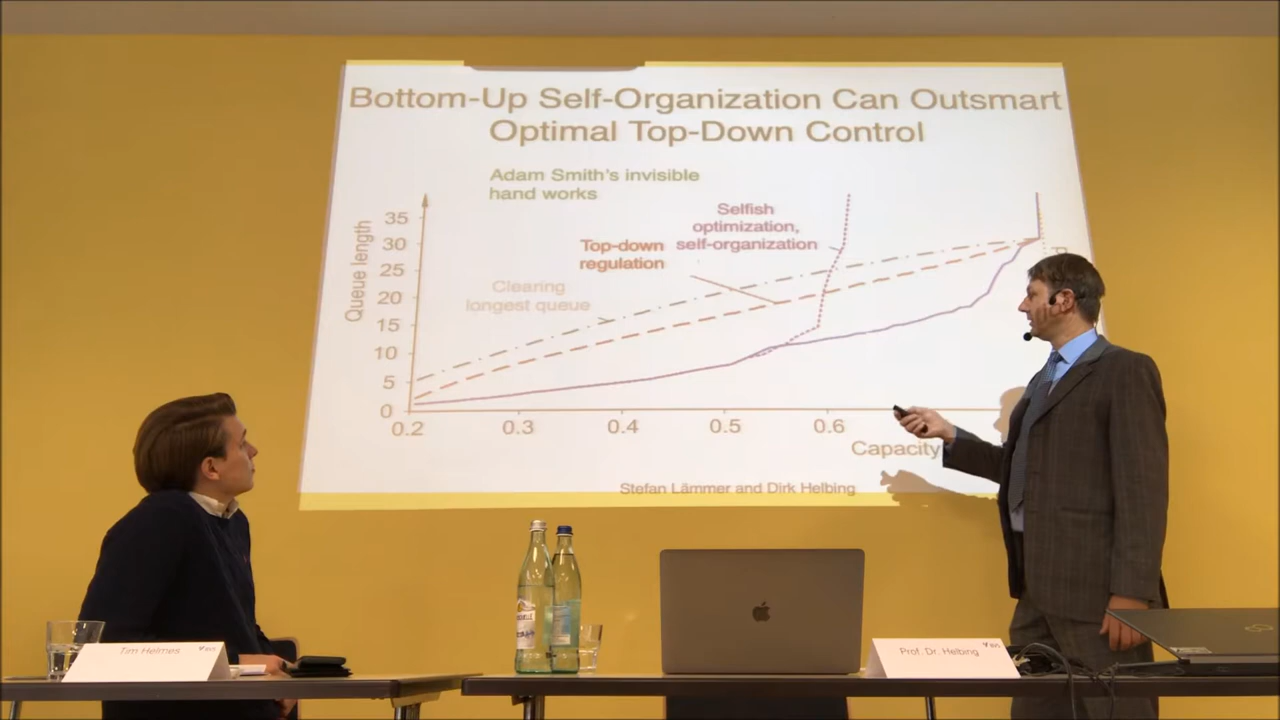 Bottom-Up Self-Organization Can Outsmart
Optimal Top-Down Control
Adam Smith's invisible
hand works
Selfish
optimization,
self-organization
Top-down
regulation
Clearing
longest queue
Queue length
35
30
25
20
15
10
5
0
0.2
0.3
0.4
0.5
0.6
Capacity
Stefan Lämmer and Dirk Helbing
Tim Helmes
Prof. Dr. Helbing